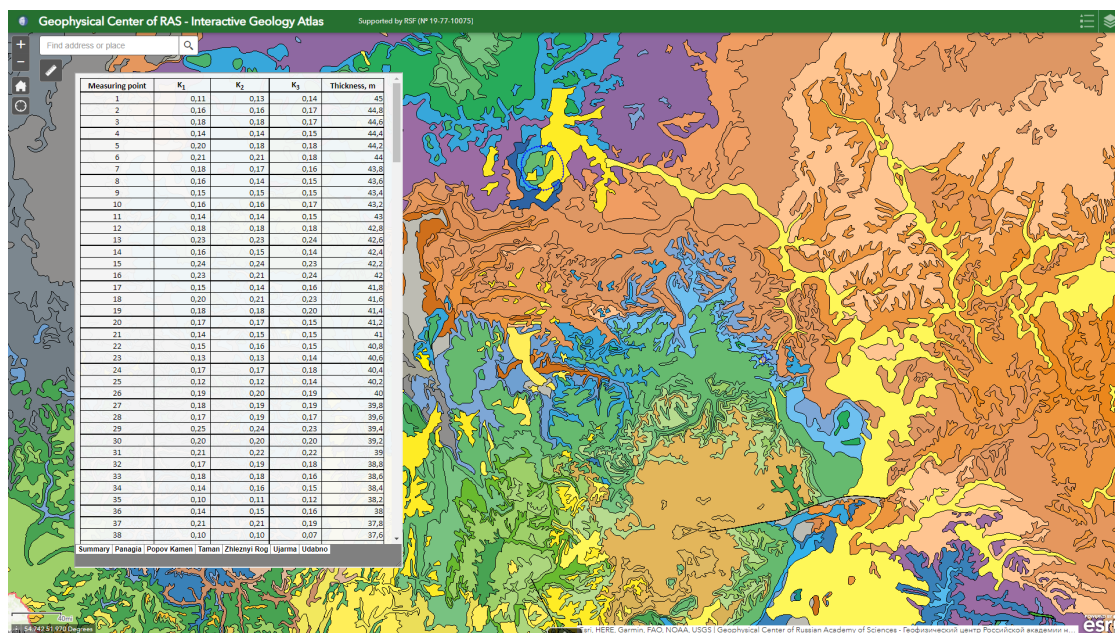 Geophysical Center of RAS - Interactive Geology Atlas Supported by RSF (№ 19-77-10075)
+
Find address or place
−
Measuring point K1 K2 K3 Thickness, m
1 0,11 0,13 0,14 45
2 0,16 0,16 0,17 44,8
3 0,18 0,18 0,17 44,6
4 0,14 0,14 0,15 44,4
5 0,20 0,18 0,18 44,2
6 0,21 0,21 0,18 44
7 0,18 0,17 0,16 43,8
8 0,16 0,14 0,15 43,6
9 0,15 0,15 0,15 43,4
10 0,16 0,16 0,17 43,2
11 0,14 0,14 0,15 43
12 0,18 0,18 0,18 42,8
13 0,23 0,23 0,24 42,6
14 0,16 0,15 0,14 42,4
15 0,24 0,24 0,23 42,2
16 0,23 0,21 0,24 42
17 0,15 0,14 0,16 41,8
18 0,20 0,21 0,23 41,6
19 0,18 0,18 0,20 41,4
20 0,17 0,17 0,15 41,2
21 0,14 0,15 0,15 41
22 0,15 0,16 0,15 40,8
23 0,13 0,13 0,14 40,6
24 0,17 0,17 0,18 40,4
25 0,12 0,12 0,14 40,2
26 0,19 0,20 0,19 40
27 0,18 0,19 0,19 39,8
28 0,17 0,19 0,17 39,6
29 0,25 0,24 0,23 39,4
30 0,20 0,20 0,20 39,2
31 0,21 0,22 0,22 39
32 0,17 0,19 0,18 38,8
33 0,18 0,18 0,16 38,6
34 0,14 0,16 0,15 38,4
35 0,10 0,11 0,12 38,2
36 0,14 0,15 0,16 38
37 0,21 0,21 0,19 37,8
38 0,10 0,10 0,07 37,6
Summary Panagia Popov Kamen Taman Zhleznyi Rog Ujarma Udabno
40mi
54.742 51.970 Degrees
Esri, HERE, Garmin, FAO, NOAA, USGS | Geophysical Center of Russian Academy of Sciences - Геофизический центр Российской академии н...
esri